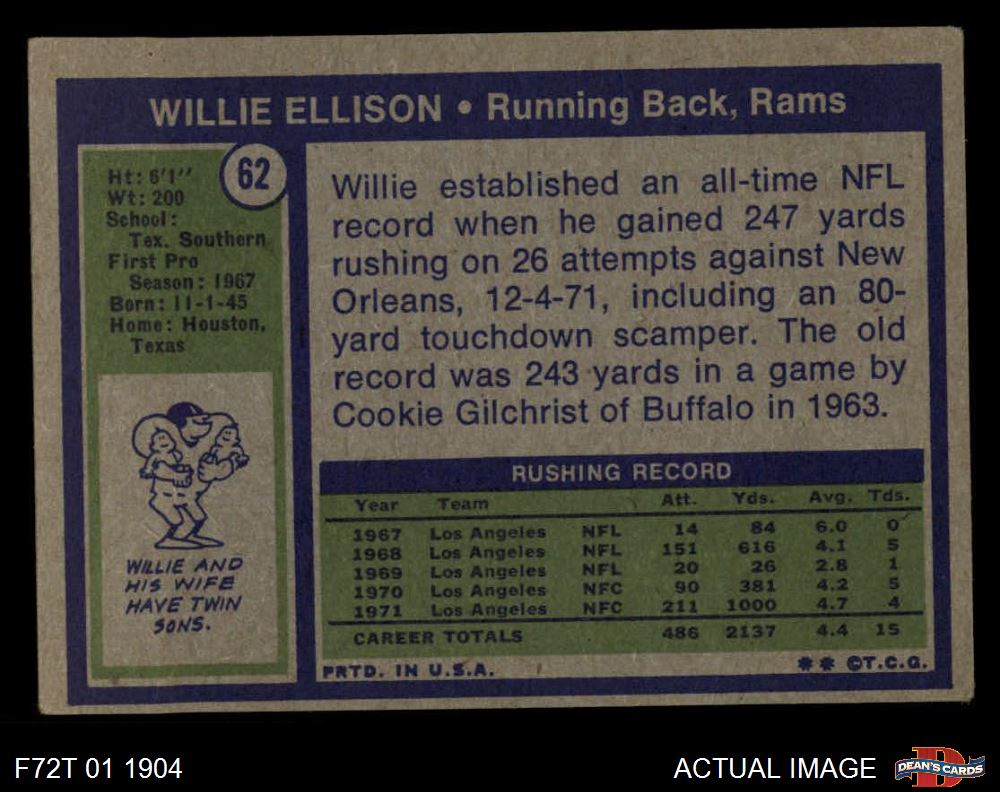 WILLIE ELLISON • Running Back, Rams
62
Ht: 6'1"
Wt: 200
School:
Tex. Southern
First Pro
Season: 1967
Born: 11-1-45
Home: Houston,
Texas
WILLIE AND
HIS WIFE
HAVE TWIN
SONS.
Willie established an all-time NFL
record when he gained 247 yards
rushing on 26 attempts against New
Orleans, 12-4-71, including an 80-
yard touchdown scamper. The old
record was 243 yards in a game by
Cookie Gilchrist of Buffalo in 1963.
RUSHING RECORD
Year Team Att. Yds. Avg. Tds.
1967 Los Angeles NFL 14 84 6.0 0
1968 Los Angeles NFL 151 616 4.1 5
1969 Los Angeles NFL 20 26 2.8 1
1970 Los Angeles NFC 90 381 4.2 5
1971 Los Angeles NFC 211 1000 4.7 4
CAREER TOTALS 486 2137 4.4 15
PRTD. IN U.S.A. ** ©T.C.G.
F72T 01 1904 ACTUAL IMAGE DEAN'S CARDS